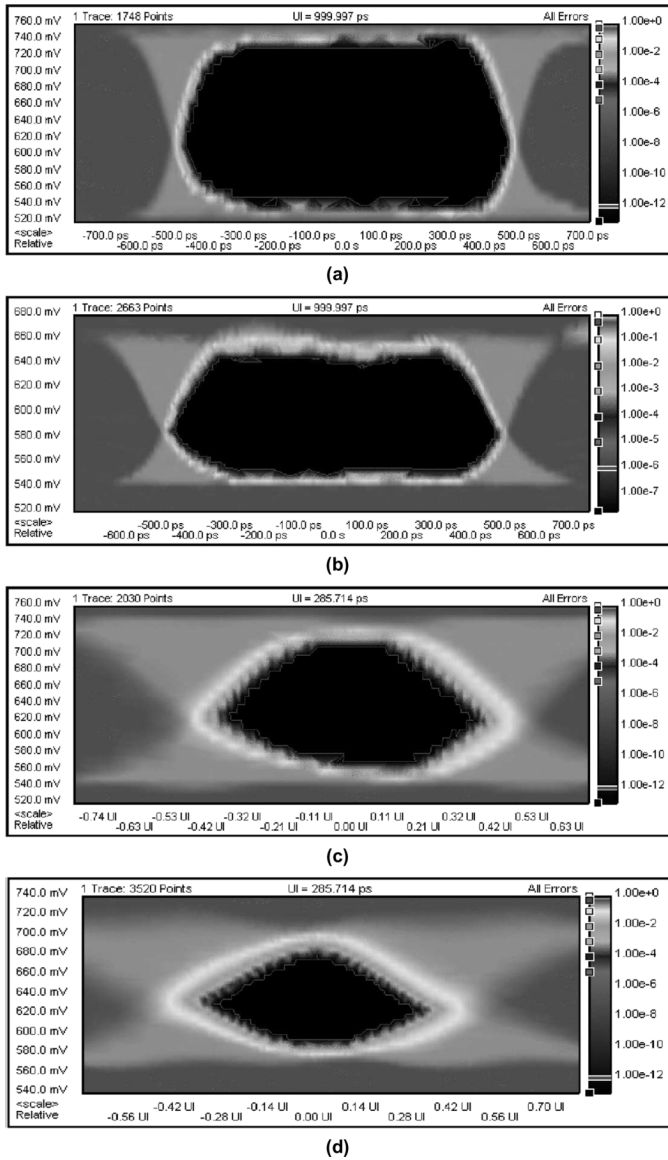 1 Trace: 1748 Points UI = 999.997 ps All Errors
760.0 mV
740.0 mV
720.0 mV
700.0 mV
680.0 mV
660.0 mV
640.0 mV
620.0 mV
600.0 mV
580.0 mV
560.0 mV
540.0 mV
520.0 mV
1.00e+0
1.00e-2
1.00e-4
1.00e-6
1.00e-8
1.00e-10
1.00e-12
<scale> -700.0 ps -500.0 ps -300.0 ps -100.0 ps 100.0 ps 300.0 ps 500.0 ps 700.0 ps
Relative -600.0 ps -400.0 ps -200.0 ps 0.0 s 200.0 ps 400.0 ps 600.0 ps
(a)
1 Trace: 2663 Points UI = 999.997 ps All Errors
680.0 mV
660.0 mV
640.0 mV
620.0 mV
600.0 mV
580.0 mV
560.0 mV
540.0 mV
520.0 mV
1.00e+0
1.00e-1
1.00e-2
1.00e-3
1.00e-4
1.00e-5
1.00e-6
1.00e-7
<scale> -500.0 ps -300.0 ps -100.0 ps 100.0 ps 300.0 ps 500.0 ps 700.0 ps
Relative -600.0 ps -400.0 ps -200.0 ps 0.0 s 200.0 ps 400.0 ps 600.0 ps
(b)
1 Trace: 2030 Points UI = 285.714 ps All Errors
760.0 mV
740.0 mV
720.0 mV
700.0 mV
680.0 mV
660.0 mV
640.0 mV
620.0 mV
600.0 mV
580.0 mV
560.0 mV
540.0 mV
520.0 mV
1.00e+0
1.00e-2
1.00e-4
1.00e-6
1.00e-8
1.00e-10
1.00e-12
<scale> -0.74 UI -0.53 UI -0.32 UI -0.11 UI 0.11 UI 0.32 UI 0.53 UI
Relative -0.63 UI -0.42 UI -0.21 UI 0.00 UI 0.21 UI 0.42 UI 0.63 UI
(c)
1 Trace: 3520 Points UI = 285.714 ps All Errors
740.0 mV
720.0 mV
700.0 mV
680.0 mV
660.0 mV
640.0 mV
620.0 mV
600.0 mV
580.0 mV
560.0 mV
540.0 mV
1.00e+0
1.00e-2
1.00e-4
1.00e-6
1.00e-8
1.00e-10
1.00e-12
<scale> -0.42 UI -0.14 UI 0.14 UI 0.42 UI 0.70 UI
Relative -0.56 UI -0.28 UI 0.00 UI 0.28 UI 0.56 UI
(d)